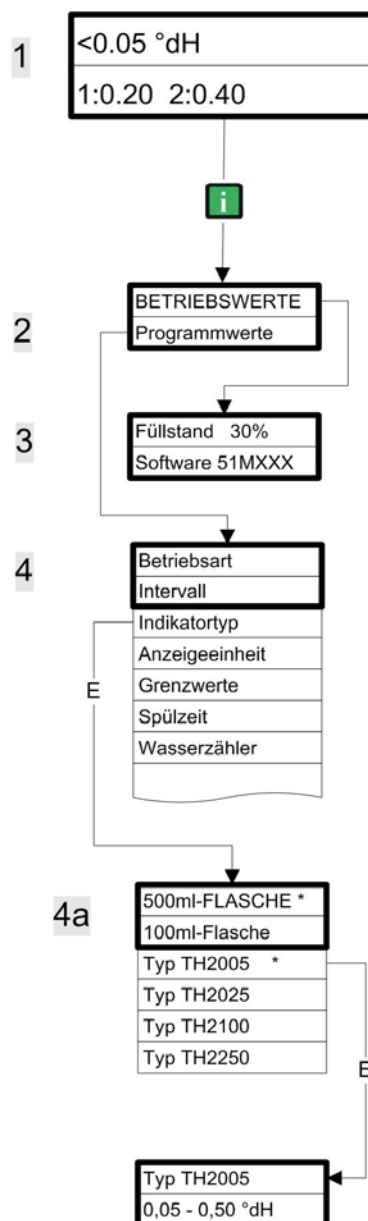 1
<0.05 °dH
1:0.20 2:0.40
i
2
BETRIEBSWERTE
Programmwerte
3
Füllstand 30%
Software 51MXXX
4
Betriebsart
Intervall
Indikatortyp
Anzeigeeinheit
Grenzwerte
Spülzeit
Wasserzähler
E
4a
500ml-FLASCHE *
100ml-Flasche
Typ TH2005 *
Typ TH2025
Typ TH2100
Typ TH2250
E
Typ TH2005
0,05 - 0,50 °dH